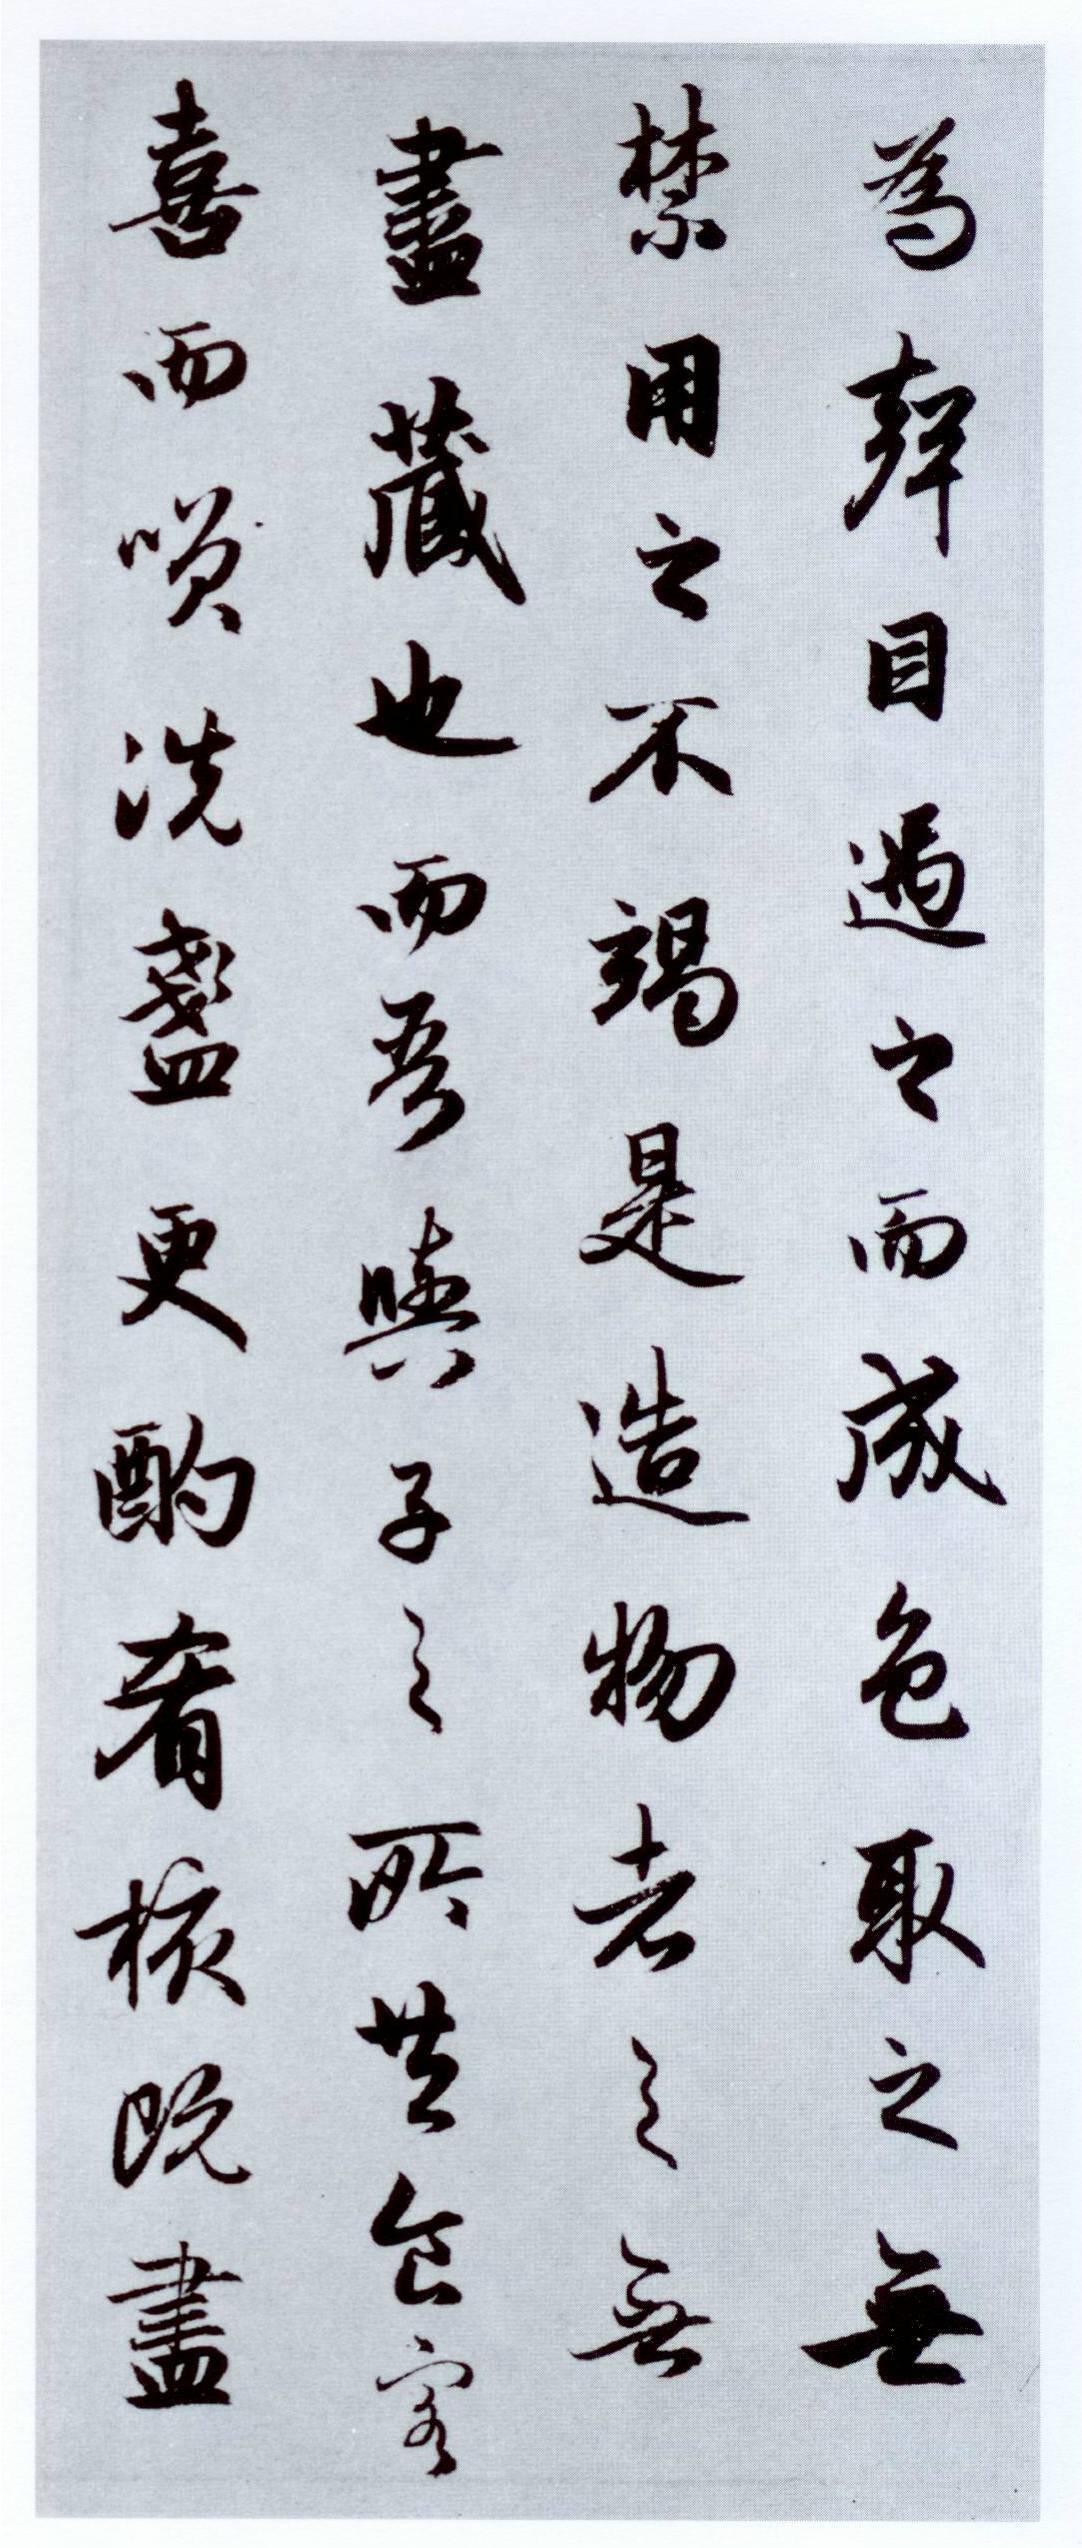 為聲目過之而成色取之無
禁用之不竭是造物者之無
盡藏也而吾與子之所共食客
喜而笑洗盞更酌肴核既盡